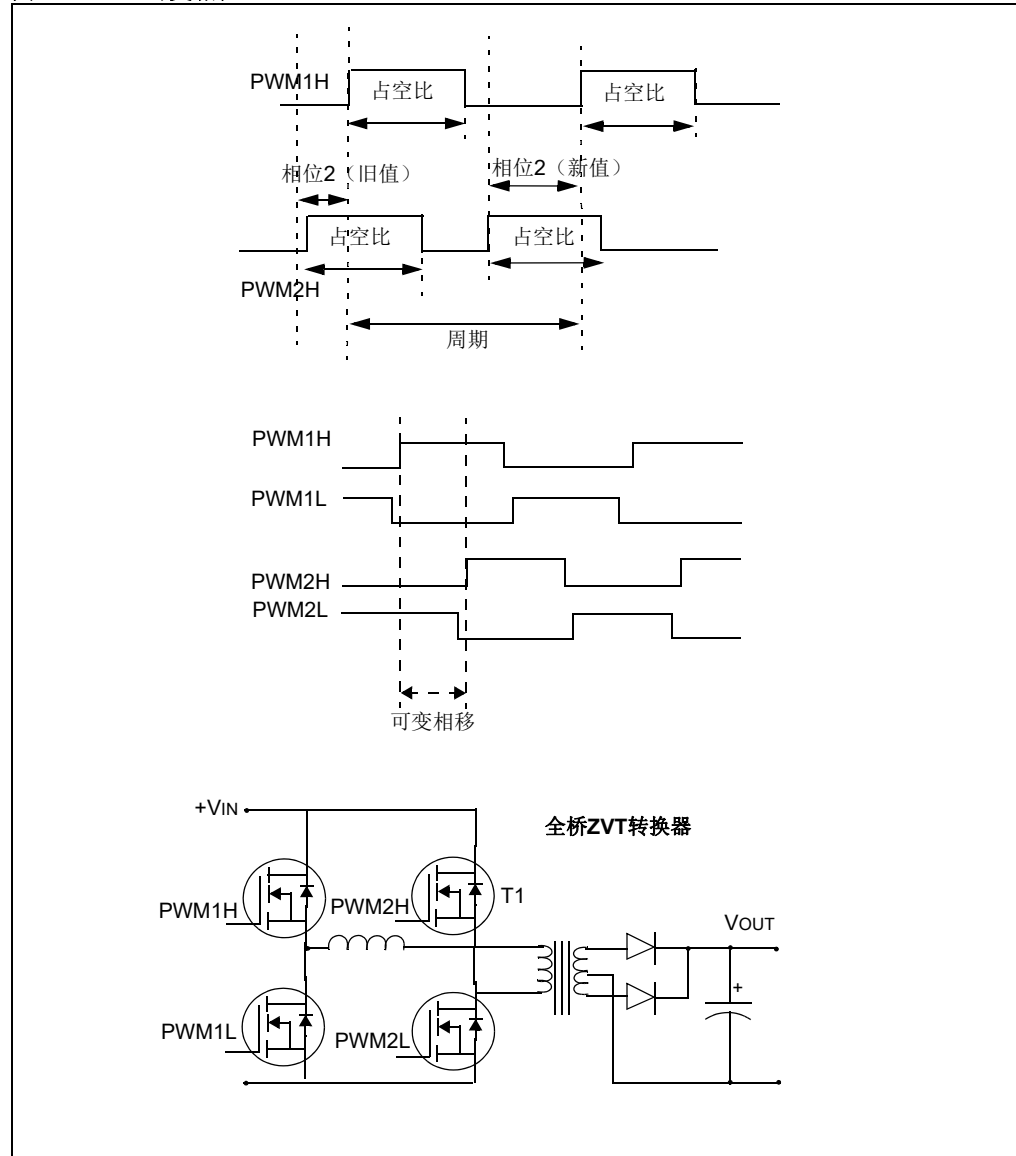 PWM1H
占空比
占空比
相位2（旧值）
相位2（新值）
占空比
占空比
PWM2H
周期
PWM1H
PWM1L
PWM2H
PWM2L
可变相移
+VIN
全桥ZVT转换器
PWM1H
PWM2H
T1
VOUT
+
PWM1L
PWM2L